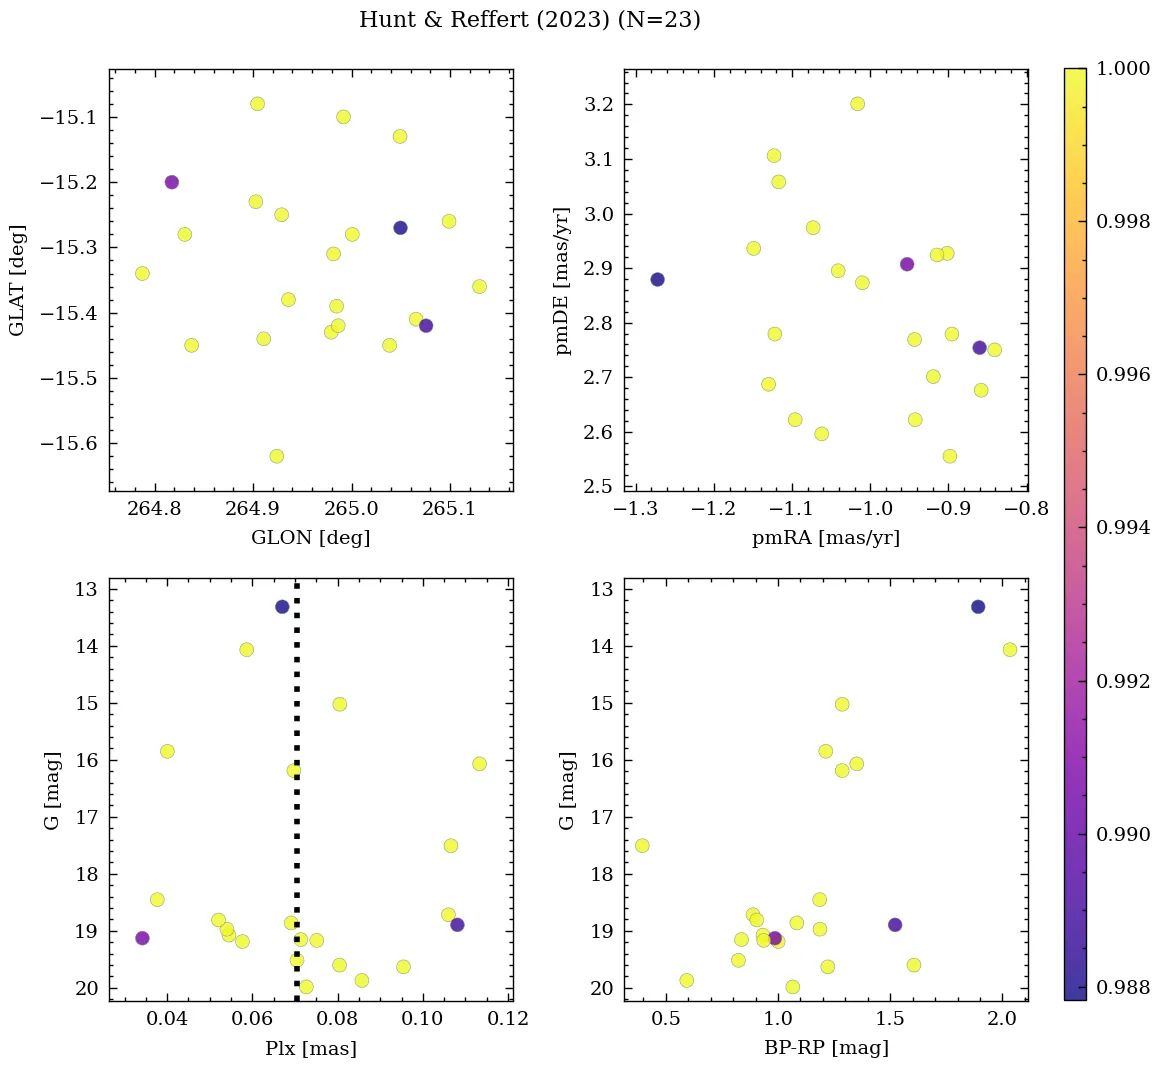 Hunt & Reffert (2023) (N=23)
−15.1
−15.2
−15.3
−15.4
−15.5
−15.6
GLAT [deg]
264.8 264.9 265.0 265.1
GLON [deg]
3.2
3.1
3.0
2.9
2.8
2.7
2.6
2.5
pmDE [mas/yr]
−1.3 −1.2 −1.1 −1.0 −0.9 −0.8
pmRA [mas/yr]
13
14
15
16
17
18
19
20
G [mag]
0.04 0.06 0.08 0.10 0.12
Plx [mas]
13
14
15
16
17
18
19
20
G [mag]
0.5 1.0 1.5 2.0
BP-RP [mag]
1.000
0.998
0.996
0.994
0.992
0.990
0.988